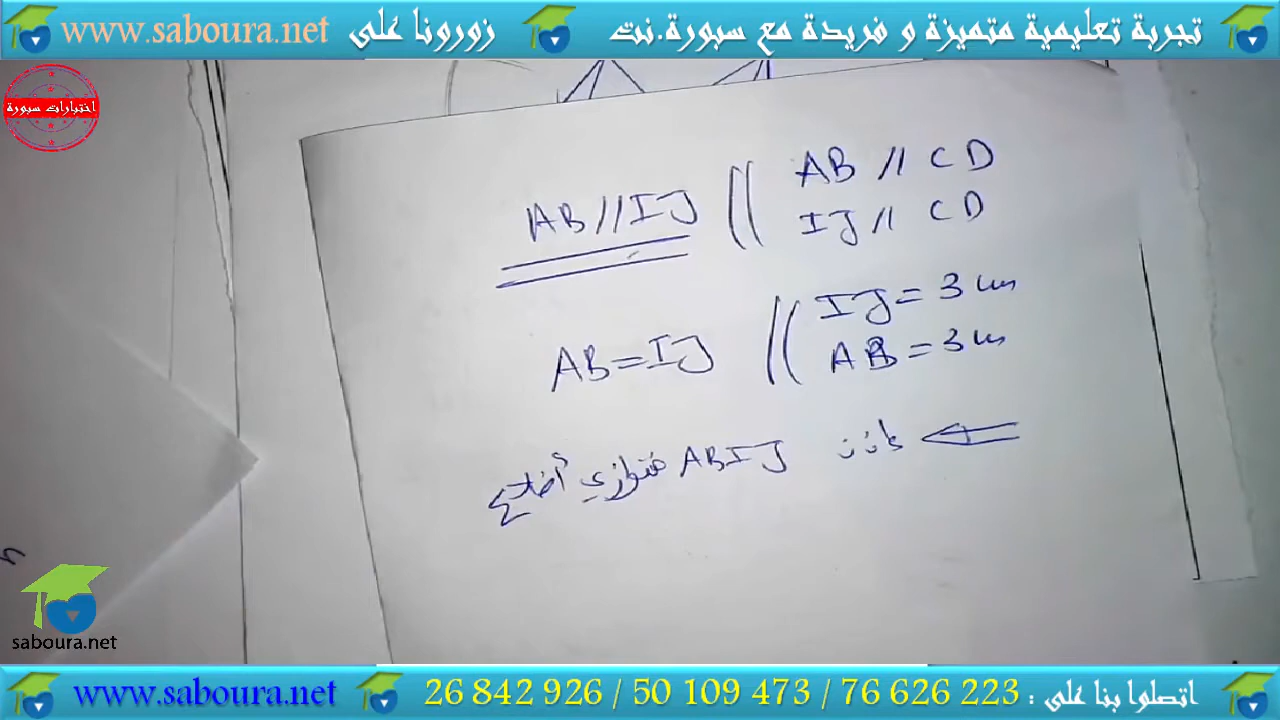 تجربة تعليمية متميزة و فريدة مع سبورة.نت زورونا على www.saboura.net
اختبارات سبورة
AB // CD
IJ // CD
AB // IJ
IJ = 3 cm
AB = 3 cm
AB = IJ
ABIJ متوازي أضلاع
saboura.net
اتصلوا بنا على : 223 626 76 / 473 109 50 / 926 842 26 www.saboura.net